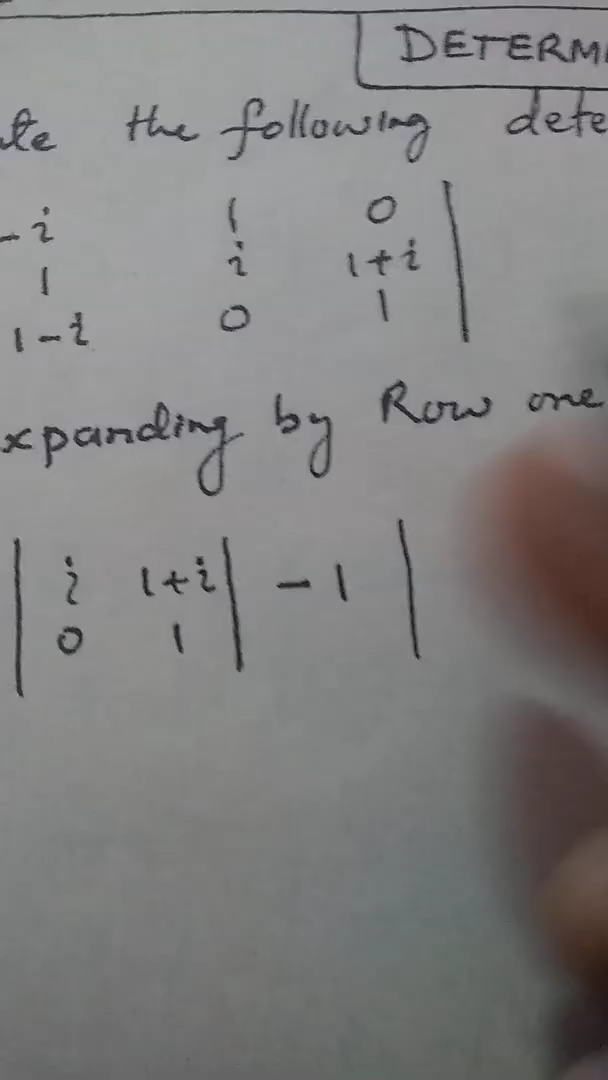 DETERM
te the following dete
-i 1 0
1 i 1+i
1-i 0 1
xpanding by Row one
| i 1+i | - 1 |
0 1